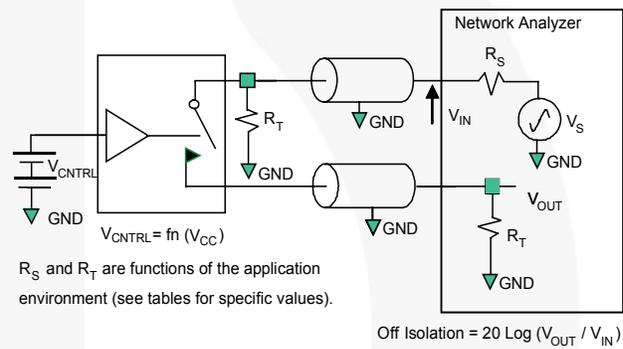 Network Analyzer
R_S
R_T
GND
V_IN
V_S
GND
V_CNTRL
GND
GND
V_OUT
GND
GND
R_T
V_CNTRL = fn (V_CC)
GND
R_S and R_T are functions of the application
environment (see tables for specific values).
Off Isolation = 20 Log (V_OUT / V_IN)